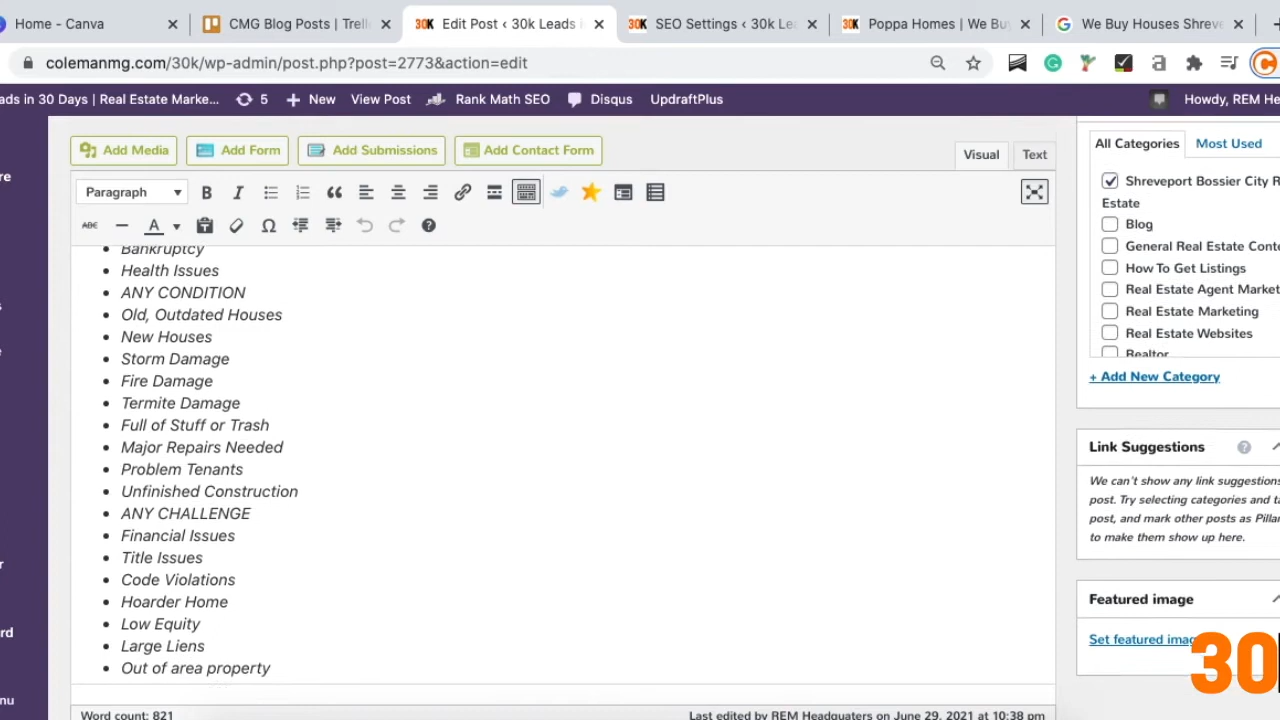 Home - Canva
CMG Blog Posts | Trell
30K Edit Post ‹ 30k Leads i
30K SEO Settings ‹ 30k Le
30K Poppa Homes | We Bu
We Buy Houses Shreve
colemanmg.com/30k/wp-admin/post.php?post=2773&action=edit
ads in 30 Days | Real Estate Marke... 5 New View Post Rank Math SEO Disqus UpdraftPlus Howdy, REM He
Add Media Add Form Add Submissions Add Contact Form
Visual Text
Paragraph B I
ABC A
Bankruptcy
Health Issues
ANY CONDITION
Old, Outdated Houses
New Houses
Storm Damage
Fire Damage
Termite Damage
Full of Stuff or Trash
Major Repairs Needed
Problem Tenants
Unfinished Construction
ANY CHALLENGE
Financial Issues
Title Issues
Code Violations
Hoarder Home
Low Equity
Large Liens
Out of area property
Word count: 821
Last edited by REM Headquaters on June 29, 2021 at 10:38 pm
All Categories Most Used
Shreveport Bossier City R
Estate
Blog
General Real Estate Conte
How To Get Listings
Real Estate Agent Market
Real Estate Marketing
Real Estate Websites
Realtor
+ Add New Category
Link Suggestions
We can't show any link suggestions
post. Try selecting categories and ta
post, and mark other posts as Pillar
to make them show up here.
Featured image
Set featured imag
30